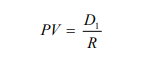 PV = D₁ / R